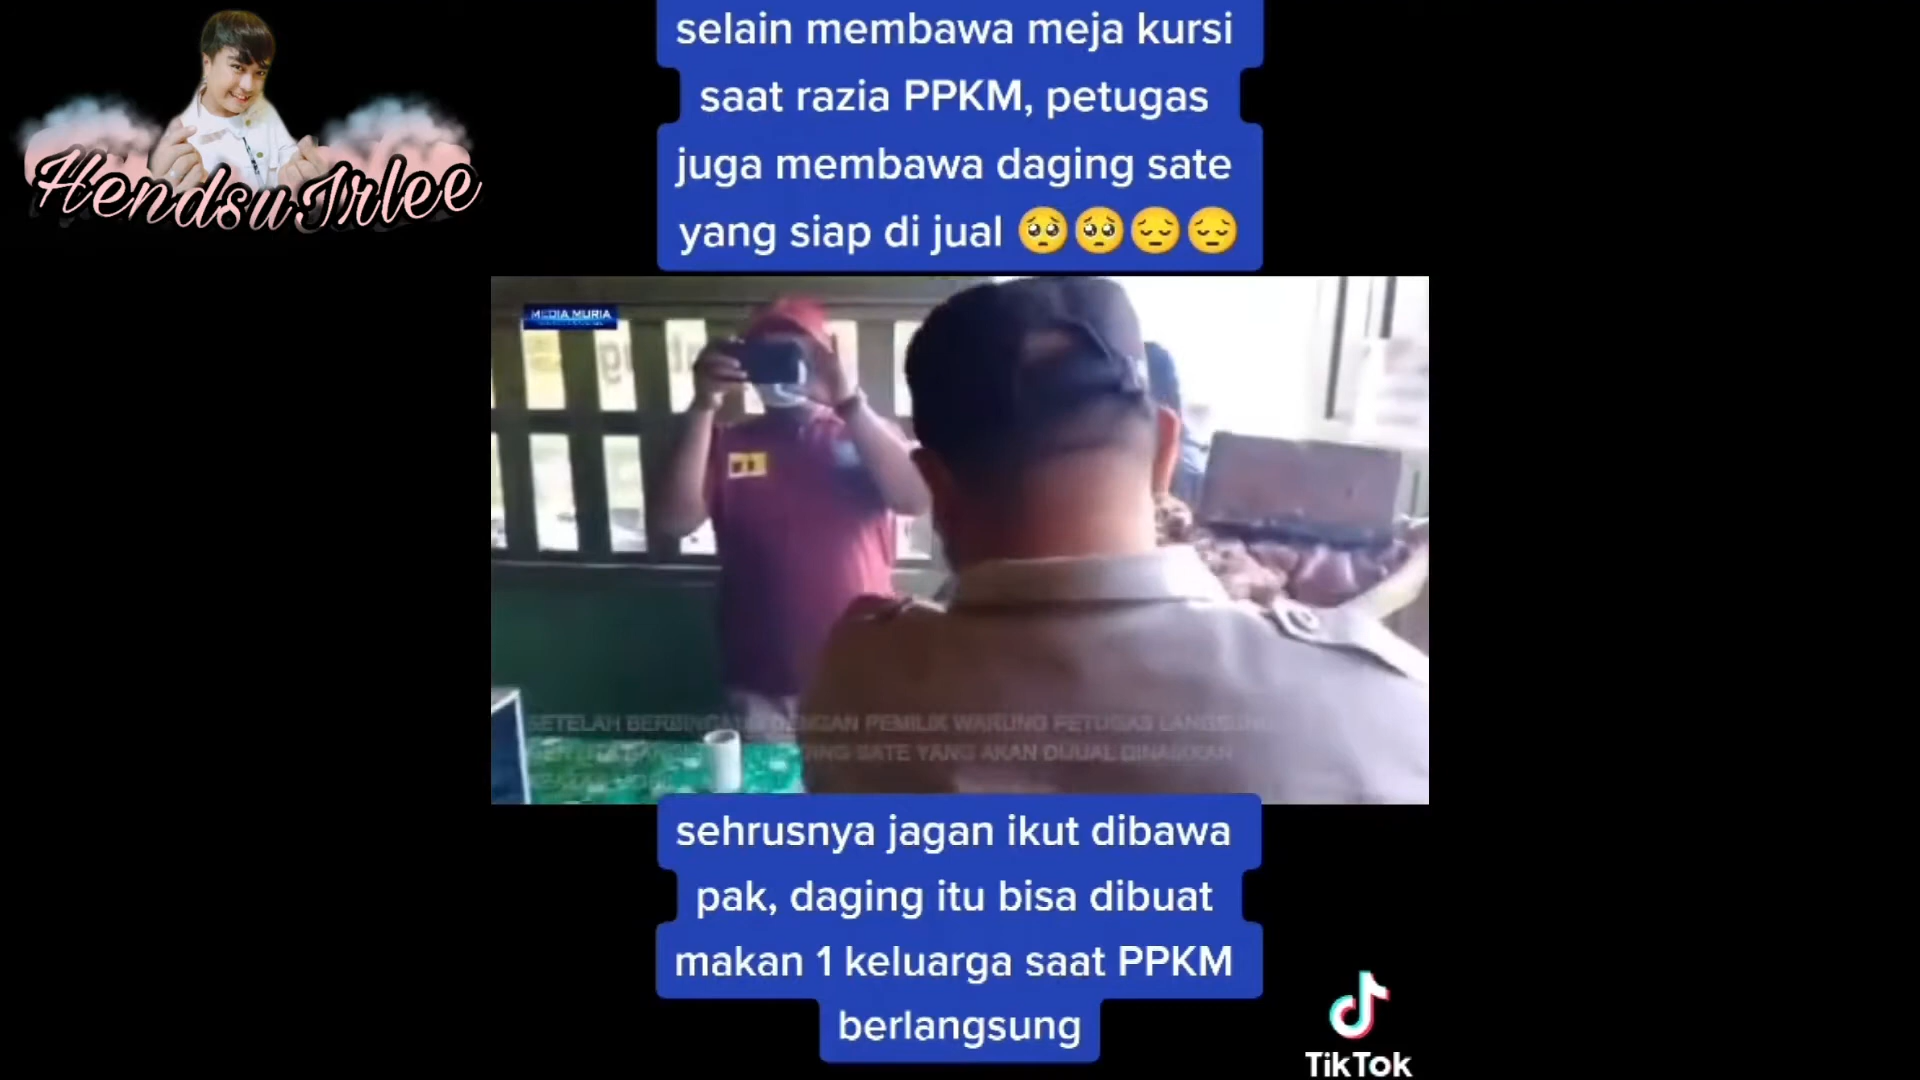 HendsuIrlee
selain membawa meja kursi
saat razia PPKM, petugas
juga membawa daging sate
yang siap di jual 🥺🥺😔😔
MEDIA MURIA
SETELAH DENGAN PEMILIK WARUNG PETUGAS
SATE YANG AKAN DIJUAL DINAIKKAN
sehrusnya jagan ikut dibawa
pak, daging itu bisa dibuat
makan 1 keluarga saat PPKM
berlangsung
TikTok